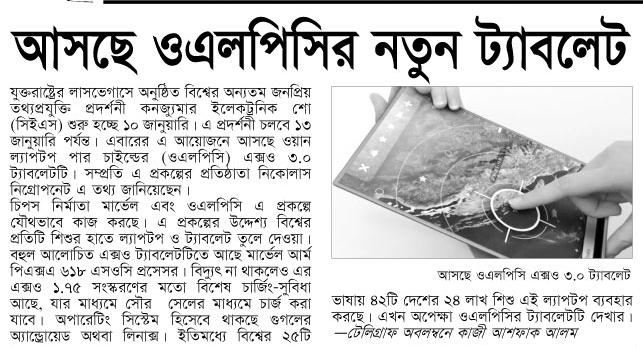 আসছে ওএলপিসির নতুন ট্যাবলেট
যুক্তরাষ্ট্রের লাসভেগাসে অনুষ্ঠিত বিশ্বের অন্যতম জনপ্রিয়
তথ্যপ্রযুক্তি প্রদর্শনী কনজ্যুমার ইলেকট্রনিক শো
(সিইএস) শুরু হচ্ছে ১০ জানুয়ারি। এ প্রদর্শনী চলবে ১৩
জানুয়ারি পর্যন্ত। এবারের এ আয়োজনে আসছে ওয়ান
ল্যাপটপ পার চাইল্ডের (ওএলপিসি) এক্সও ৩.০
ট্যাবলেটটি। সম্প্রতি এ প্রকল্পের প্রতিষ্ঠাতা নিকোলাস
নিগ্রোপনেট এ তথ্য জানিয়েছেন।
চিপস নির্মাতা মার্ভেল এবং ওএলপিসি এ প্রকল্পে
যৌথভাবে কাজ করছে। এ প্রকল্পের উদ্দেশ্য বিশ্বের
প্রতিটি শিশুর হাতে ল্যাপটপ ও ট্যাবলেট তুলে দেওয়া।
বহুল আলোচিত এক্সও ট্যাবলেটটিতে আছে মার্ভেল আর্ম
পিএক্সএ ৬১৮ এসওসি প্রসেসর। বিদ্যুৎ না থাকলেও এর
এক্সও ১.৭৫ সংস্করণের মতো বিশেষ চার্জিং-সুবিধা
আছে, যার মাধ্যমে সৌর সেলের মাধ্যমে চার্জ করা
যাবে। অপারেটিং সিস্টেম হিসেবে থাকছে গুগলের
অ্যান্ড্রয়েড অথবা লিনাক্স। ইতিমধ্যে বিশ্বের ২৫টি
আসছে ওএলপিসি এক্সও ৩.০ ট্যাবলেট
ভাষায় ৪২টি দেশের ২৪ লাখ শিশু এই ল্যাপটপ ব্যবহার
করছে। এখন অপেক্ষা ওএলপিসির ট্যাবলেটটি দেখার।
—টেলিগ্রাফ অবলম্বনে কাজী আশফাক আলম